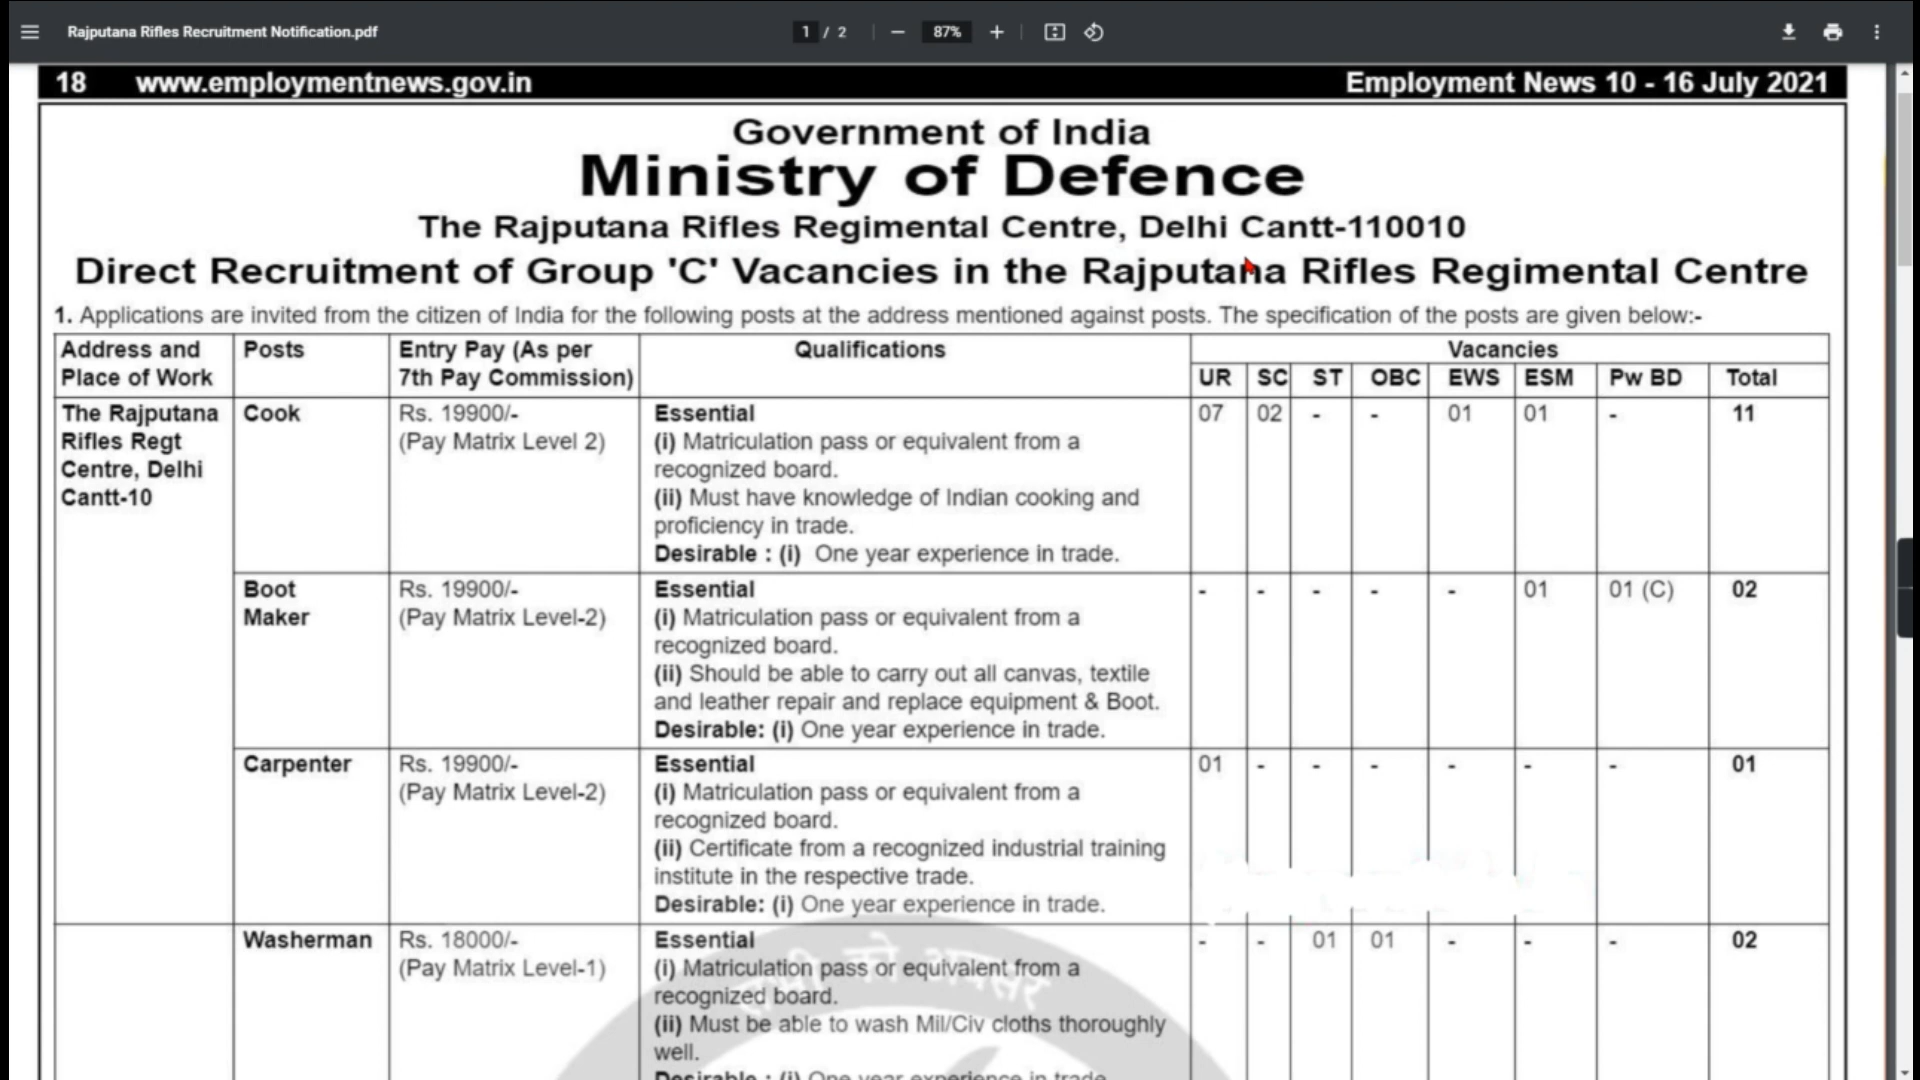 Rajputana Rifles Recruitment Notification.pdf
1 / 2
87%
18 www.employmentnews.gov.in Employment News 10 - 16 July 2021
Government of India
Ministry of Defence
The Rajputana Rifles Regimental Centre, Delhi Cantt-110010
Direct Recruitment of Group 'C' Vacancies in the Rajputana Rifles Regimental Centre
1. Applications are invited from the citizen of India for the following posts at the address mentioned against posts. The specification of the posts are given below:-
Address and Place of Work
Posts
Entry Pay (As per 7th Pay Commission)
Qualifications
Vacancies
UR SC ST OBC EWS ESM Pw BD Total
The Rajputana
Rifles Regt
Centre, Delhi
Cantt-10
Cook
Rs. 19900/-
(Pay Matrix Level 2)
Essential
(i) Matriculation pass or equivalent from a
recognized board.
(ii) Must have knowledge of Indian cooking and
proficiency in trade.
Desirable : (i) One year experience in trade.
07 02 - - 01 01 - 11
Boot
Maker
Rs. 19900/-
(Pay Matrix Level-2)
Essential
(i) Matriculation pass or equivalent from a
recognized board.
(ii) Should be able to carry out all canvas, textile
and leather repair and replace equipment & Boot.
Desirable: (i) One year experience in trade.
- - - - - 01 01 (C) 02
Carpenter
Rs. 19900/-
(Pay Matrix Level-2)
Essential
(i) Matriculation pass or equivalent from a
recognized board.
(ii) Certificate from a recognized industrial training
institute in the respective trade.
Desirable: (i) One year experience in trade.
01 - - - - - - 01
Washerman
Rs. 18000/-
(Pay Matrix Level-1)
Essential
(i) Matriculation pass or equivalent from a
recognized board.
(ii) Must be able to wash Mil/Civ cloths thoroughly
well.
Desirable : (i) One year experience in trade
- - 01 01 - - - 02
सभी को अवसर